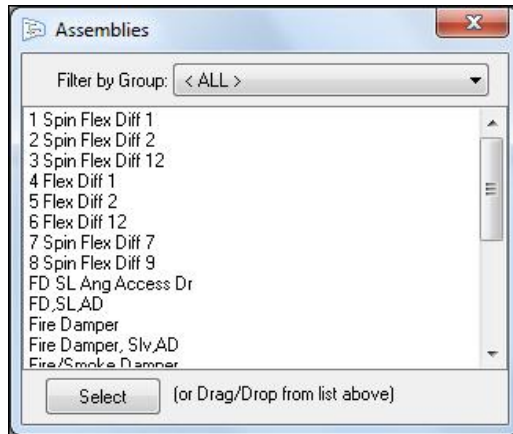 Assemblies
Filter by Group: < ALL >
1 Spin Flex Diff 1
2 Spin Flex Diff 2
3 Spin Flex Diff 12
4 Flex Diff 1
5 Flex Diff 2
6 Flex Diff 12
7 Spin Flex Diff 7
8 Spin Flex Diff 9
FD SL Ang Access Dr
FD,SL,AD
Fire Damper
Fire Damper, Slv,AD
Fire/Smoke Damper
Select (or Drag/Drop from list above)